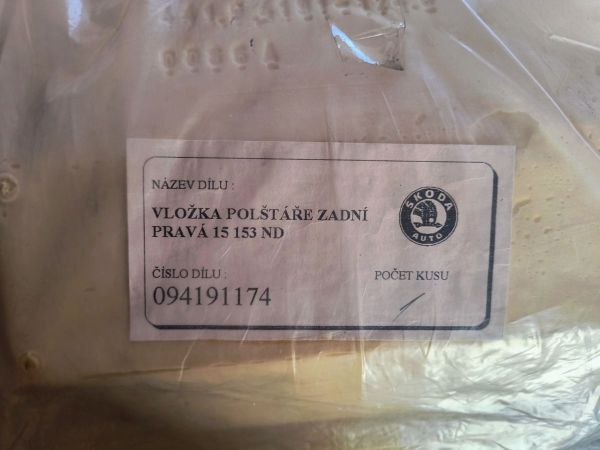 NÁZEV DÍLU :
VLOŽKA POLŠTÁŘE ZADNÍ
PRAVÁ 15 153 ND
ŠKODA
AUTO
ČÍSLO DÍLU :
POČET KUSU
094191174